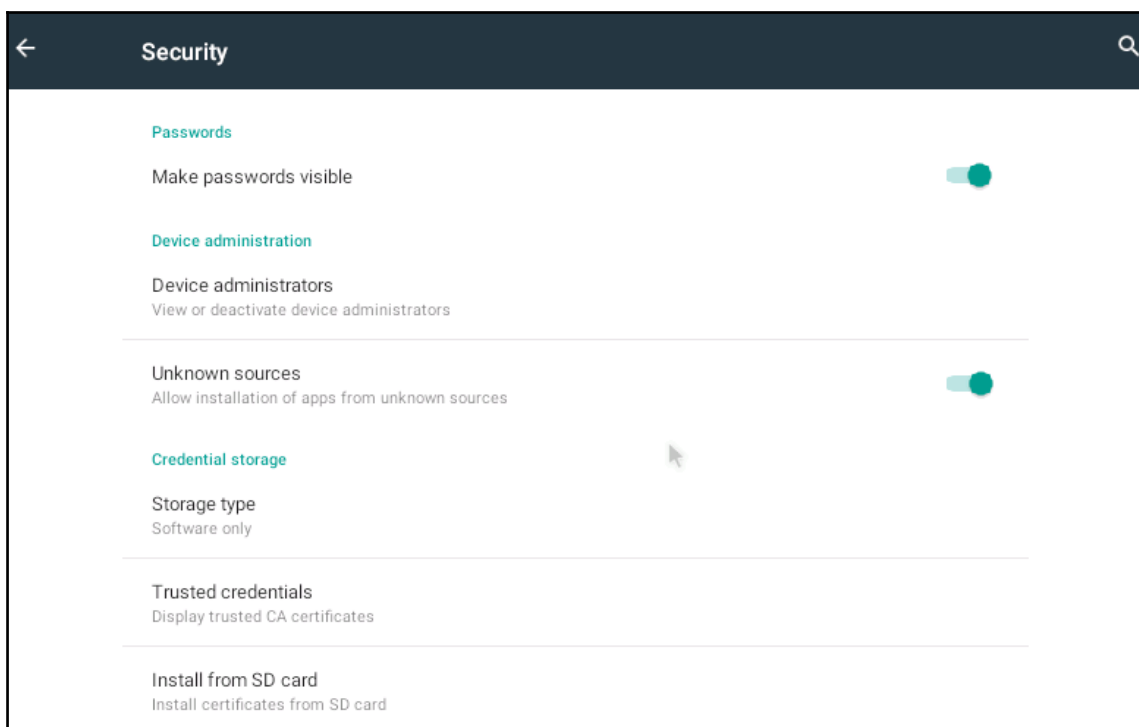 Security
Passwords
Make passwords visible
Device administration
Device administrators
View or deactivate device administrators
Unknown sources
Allow installation of apps from unknown sources
Credential storage
Storage type
Software only
Trusted credentials
Display trusted CA certificates
Install from SD card
Install certificates from SD card